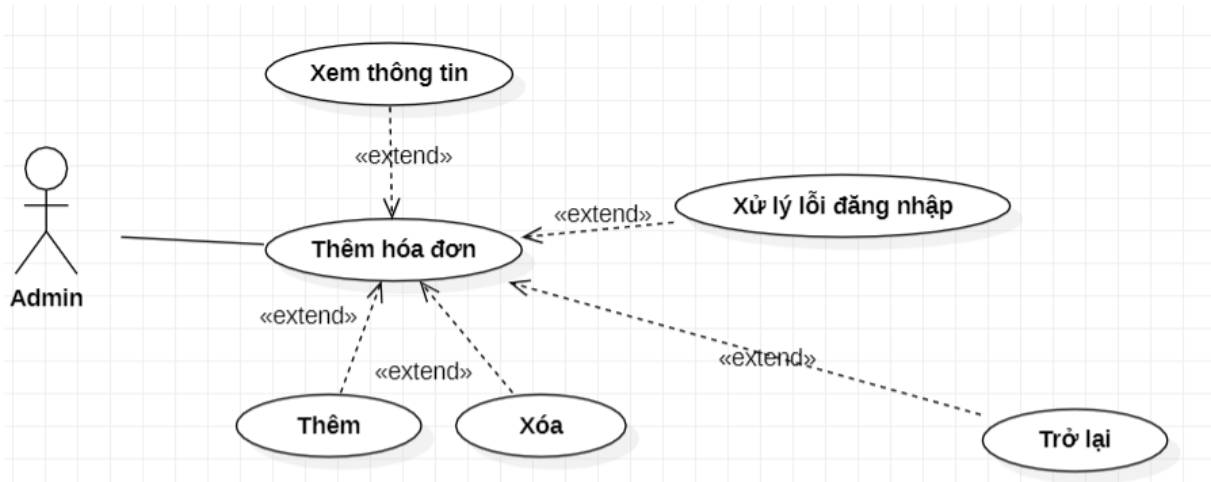 Xem thông tin
«extend»
Xử lý lỗi đăng nhập
«extend»
Thêm hóa đơn
Admin
«extend»
«extend»
«extend»
Thêm
Xóa
Trở lại